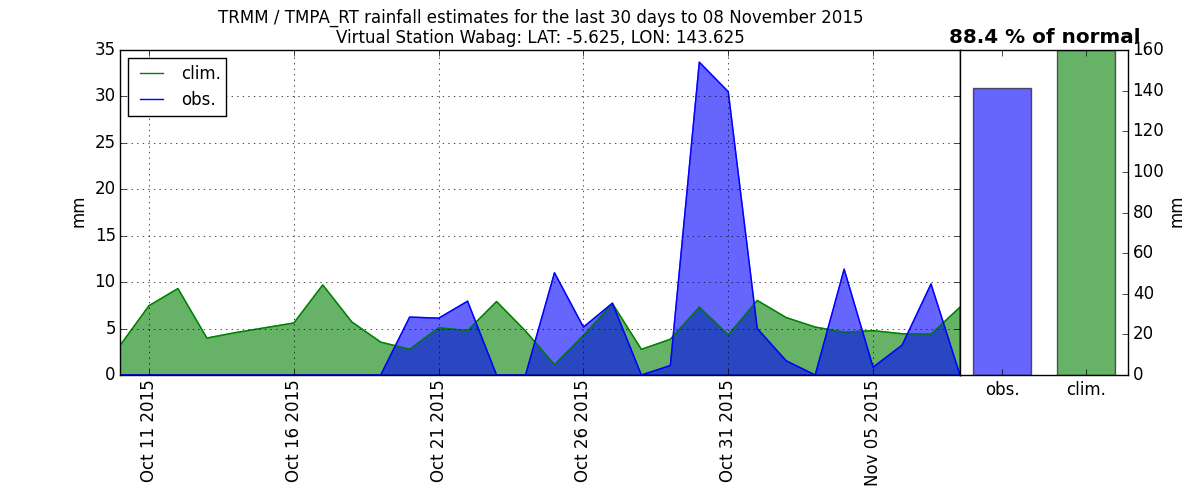 TRMM / TMPA_RT rainfall estimates for the last 30 days to 08 November 2015
Virtual Station Wabag: LAT: -5.625, LON: 143.625
88.4 % of normal
clim.
obs.
35
30
25
20
15
10
5
0
mm
Oct 11 2015
Oct 16 2015
Oct 21 2015
Oct 26 2015
Oct 31 2015
Nov 05 2015
obs.
clim.
160
140
120
100
80
60
40
20
0
mm